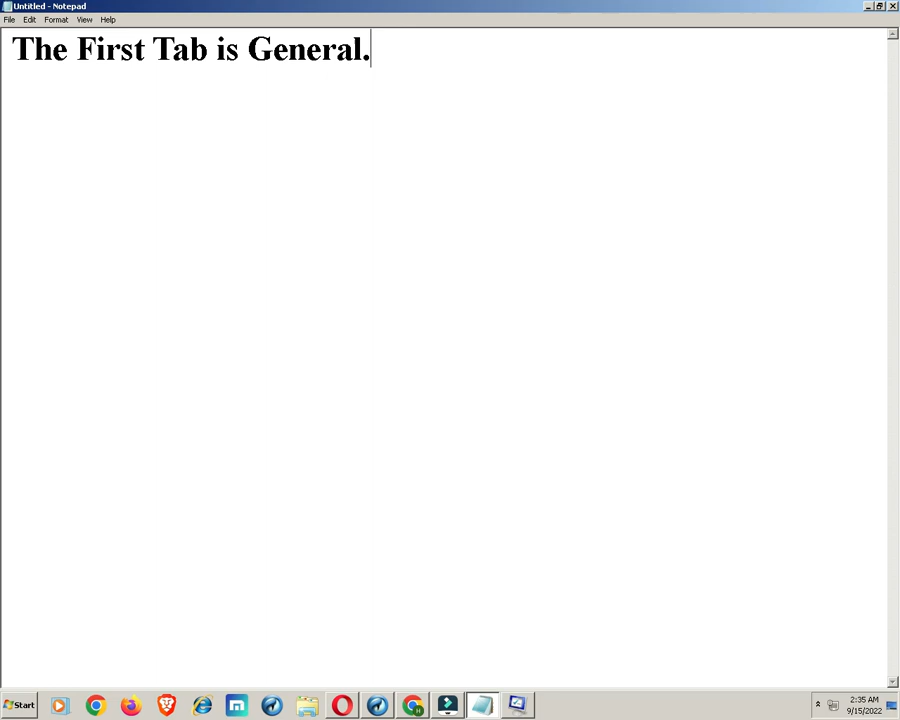 Untitled - Notepad
File Edit Format View Help
The First Tab is General.
Start
2:35 AM
9/15/2022